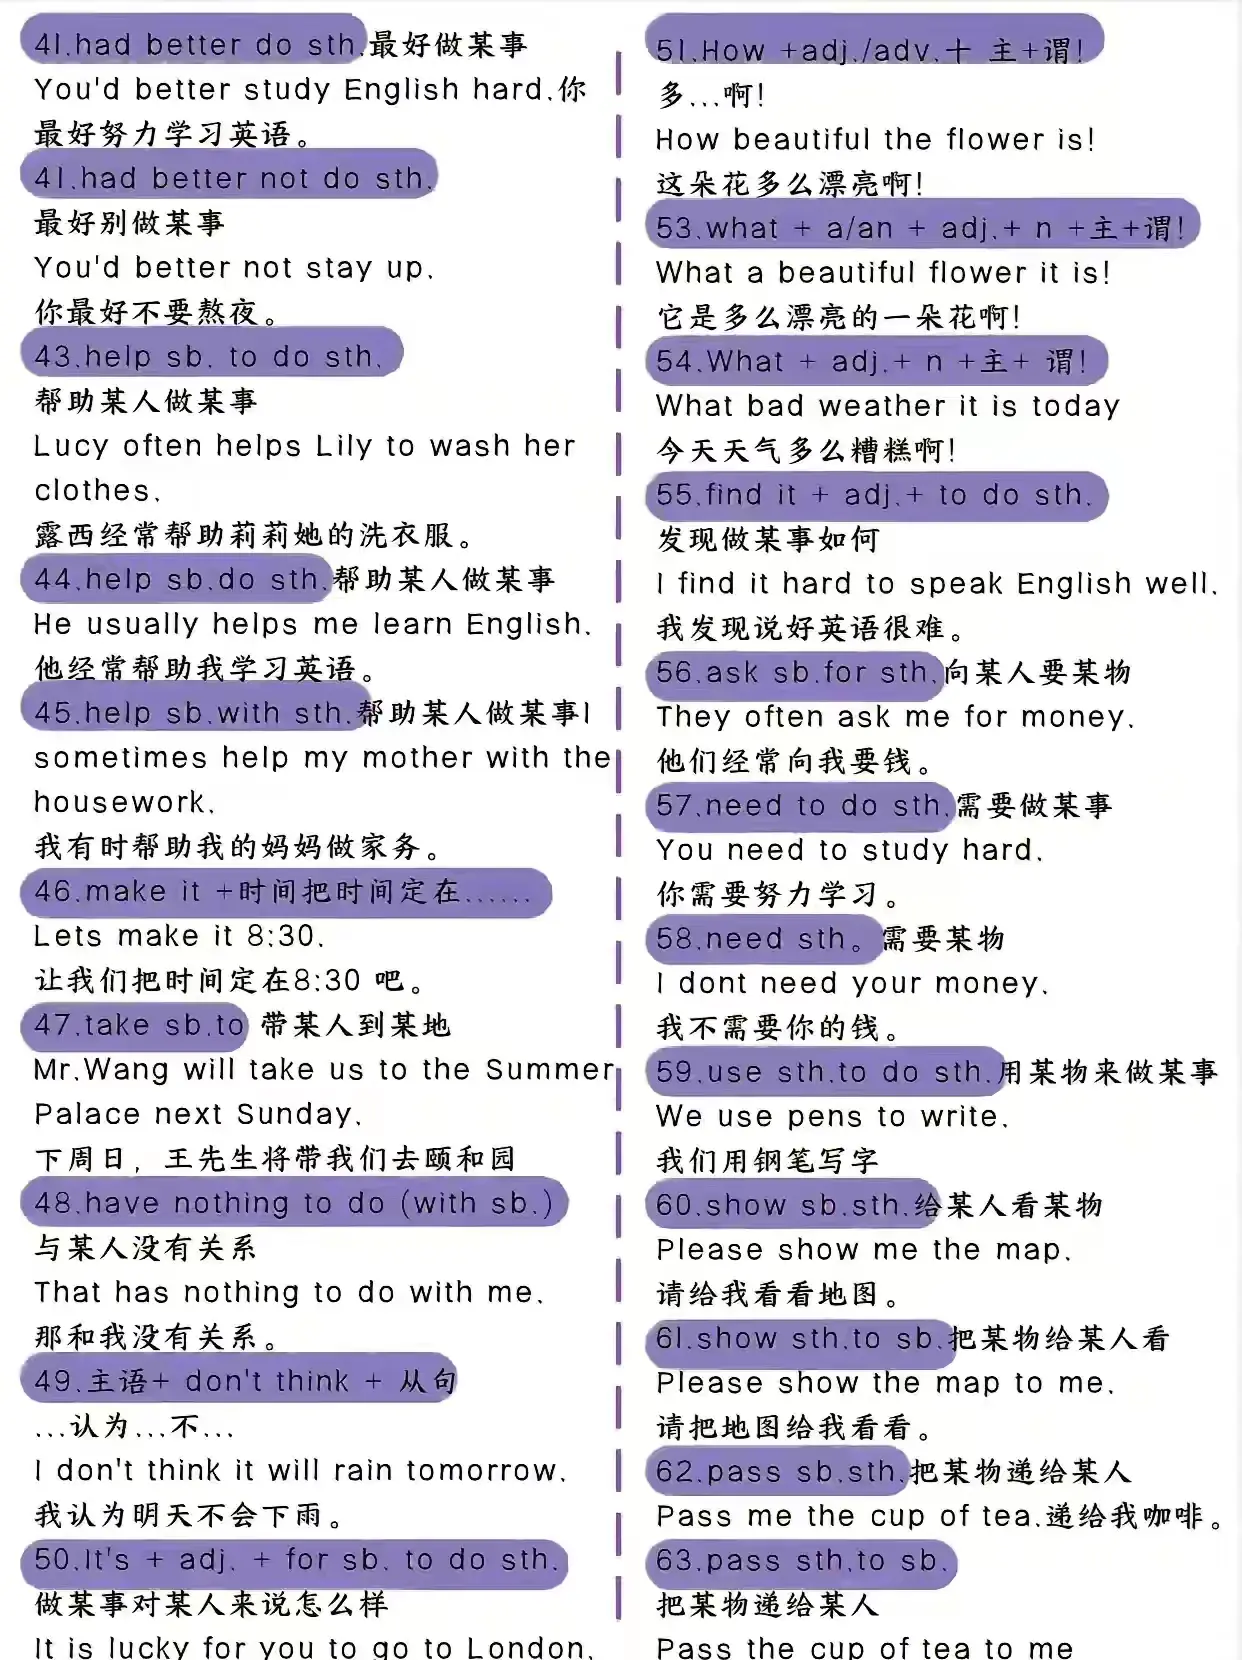 41.had better do sth.最好做某事
You'd better study English hard.你
最好努力学习英语。
41.had better not do sth.
最好别做某事
You'd better not stay up.
你最好不要熬夜。
43.help sb. to do sth.
帮助某人做某事
Lucy often helps Lily to wash her
clothes.
露西经常帮助莉莉她的洗衣服。
44.help sb.do sth.帮助某人做某事
He usually helps me learn English.
他经常帮助我学习英语。
45.help sb.with sth.帮助某人做某事I
sometimes help my mother with the
housework.
我有时帮助我的妈妈做家务。
46.make it +时间把时间定在……
Lets make it 8:30.
让我们把时间定在8:30 吧。
47.take sb.to 带某人到某地
Mr.Wang will take us to the Summer
Palace next Sunday.
下周日，王先生将带我们去颐和园
48.have nothing to do (with sb.)
与某人没有关系
That has nothing to do with me.
那和我没有关系。
49.主语+ don't think + 从句
...认为...不...
I don't think it will rain tomorrow.
我认为明天不会下雨。
50.It's + adj. + for sb. to do sth.
做某事对某人来说怎么样
It is lucky for you to go to London.
51.How +adj./adv.十 主+谓!
多...啊!
How beautiful the flower is!
这朵花多么漂亮啊!
53.what + a/an + adj.+ n +主+谓!
What a beautiful flower it is!
它是多么漂亮的一朵花啊!
54.What + adj.+ n +主+ 谓!
What bad weather it is today
今天天气多么糟糕啊!
55.find it + adj.+ to do sth.
发现做某事如何
I find it hard to speak English well.
我发现说好英语很难。
56.ask sb.for sth.向某人要某物
They often ask me for money.
他们经常向我要钱。
57.need to do sth.需要做某事
You need to study hard.
你需要努力学习。
58.need sth。需要某物
I dont need your money.
我不需要你的钱。
59.use sth.to do sth.用某物来做某事
We use pens to write.
我们用钢笔写字
60.show sb.sth.给某人看某物
Please show me the map.
请给我看看地图。
61.show sth.to sb.把某物给某人看
Please show the map to me.
请把地图给我看看。
62.pass sb.sth.把某物递给某人
Pass me the cup of tea.递给我咖啡。
63.pass sth.to sb.
把某物递给某人
Pass the cup of tea to me